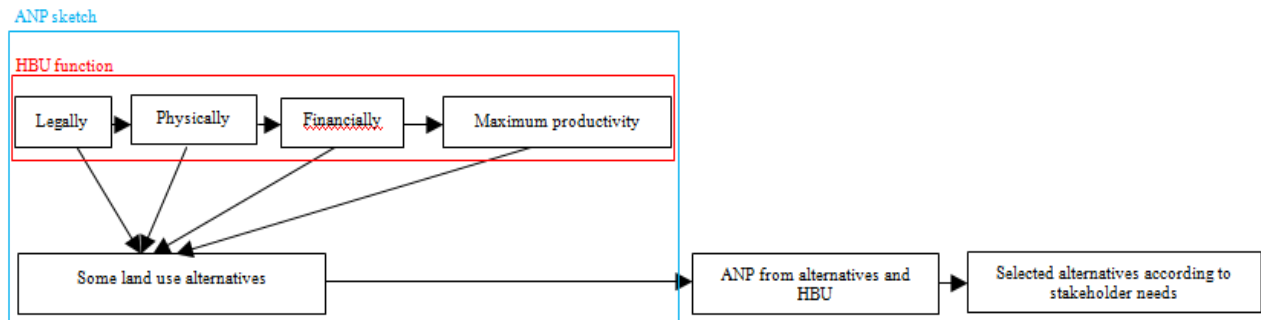 ANP sketch
HBU function
Legally
Physically
Financially
Maximum productivity
Some land use alternatives
ANP from alternatives and
HBU
Selected alternatives according to
stakeholder needs